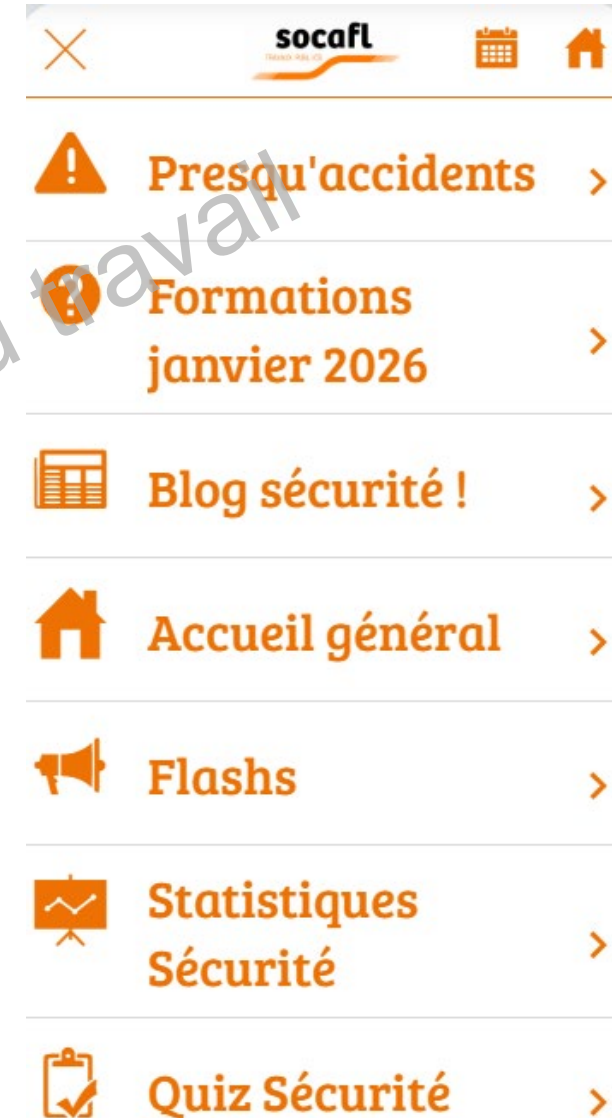 socafl
Presqu'accidents
Formations
janvier 2026
Blog sécurité !
Accueil général
Flashs
Statistiques
Sécurité
Quiz Sécurité
travail